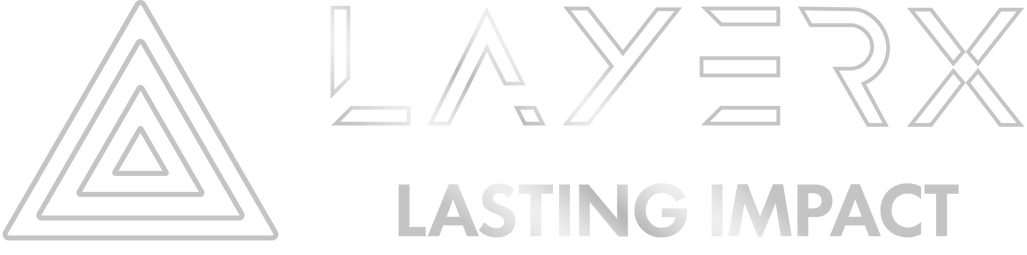 LAYERX
LASTING IMPACT